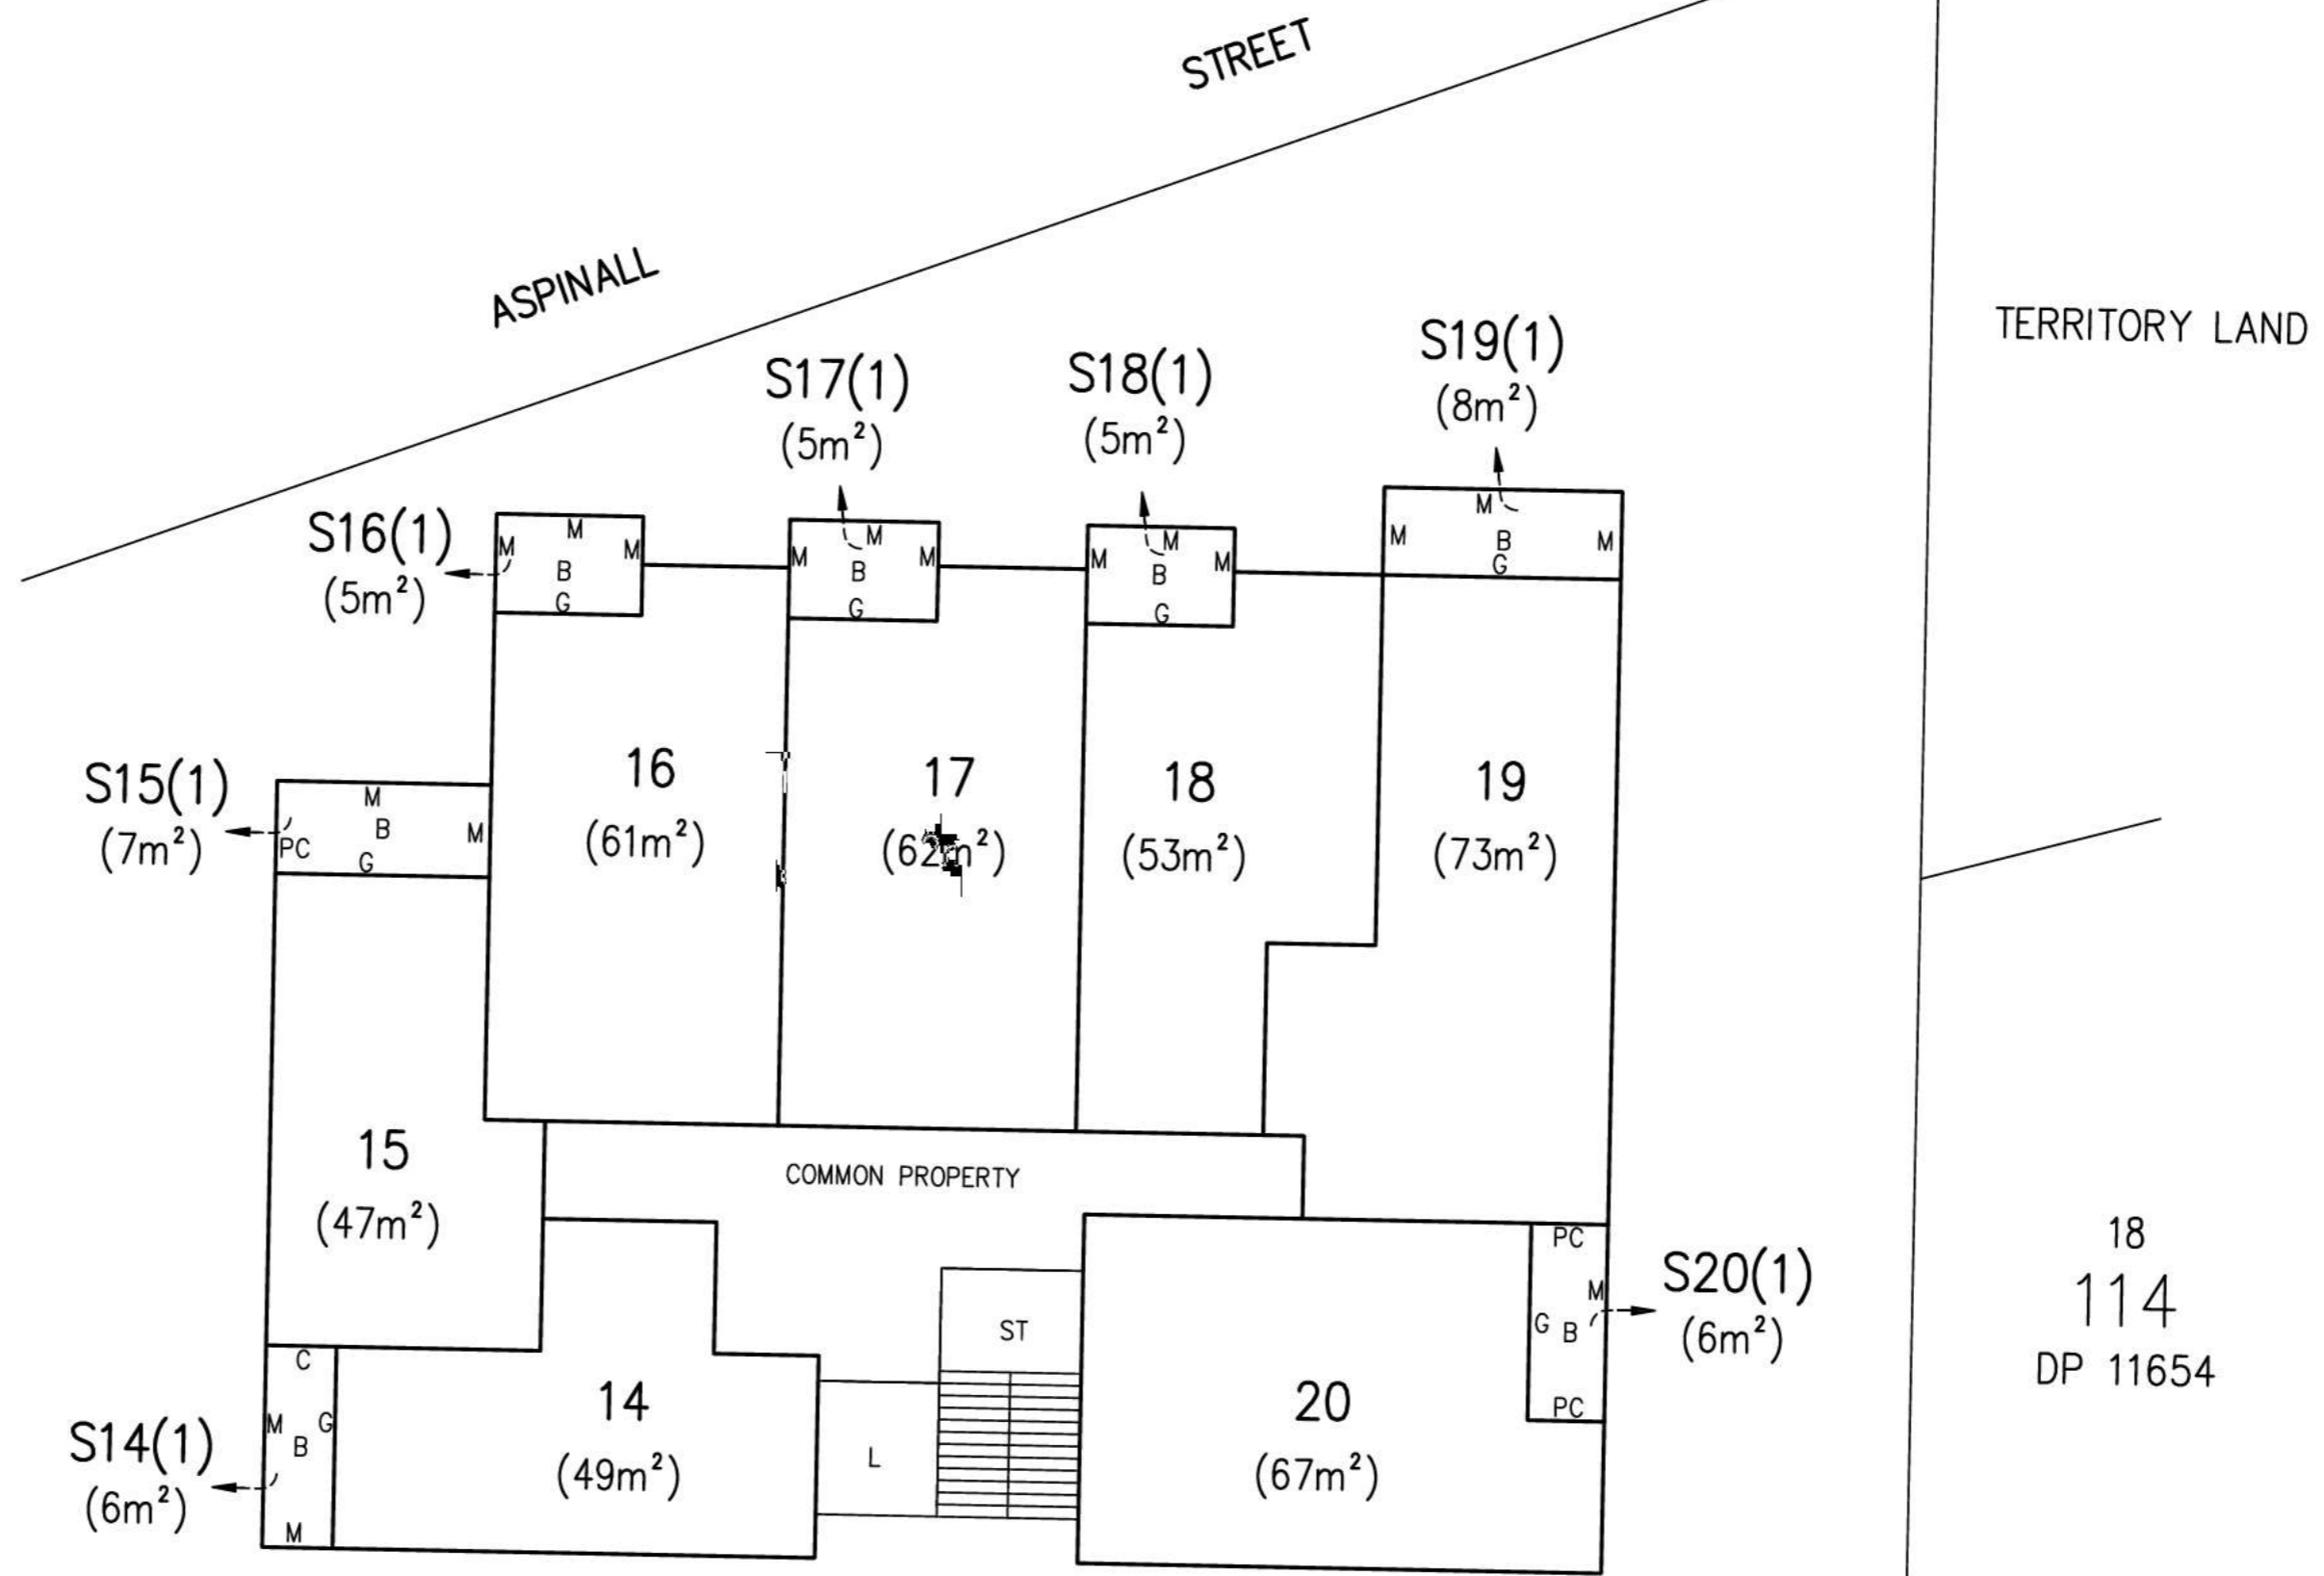 STREET
ASPINALL
TERRITORY LAND
S19(1)
(8m²)
S17(1)
(5m²)
S18(1)
(5m²)
S16(1)
(5m²)
M
M
M
B
G
M
M
M
B
G
M
M
M
B
G
M
M
M
B
G
S15(1)
(7m²)
M
B
M
PC
G
16
(61m²)
17
(62m²)
18
(53m²)
19
(73m²)
15
(47m²)
COMMON PROPERTY
ST
L
14
(49m²)
20
(67m²)
S14(1)
(6m²)
C
M
G
B
M
PC
M
G
B
PC
S20(1)
(6m²)
18
114
DP 11654